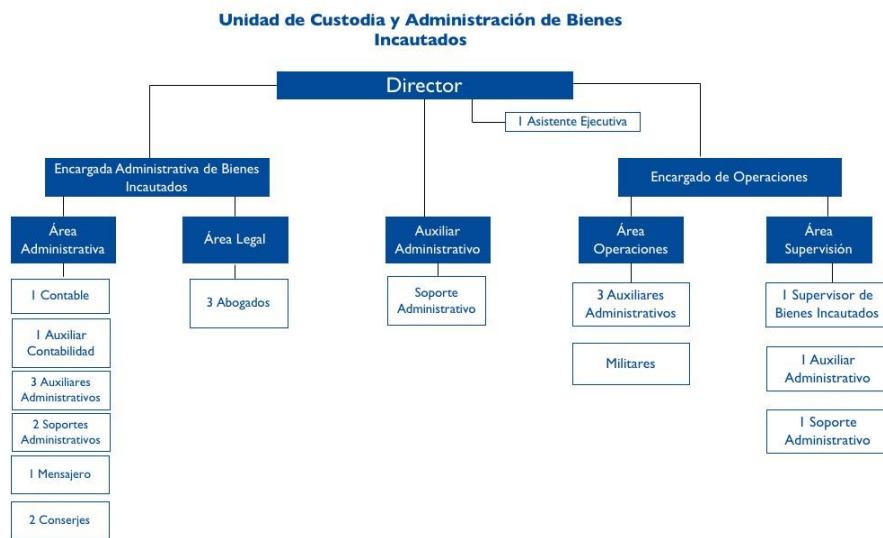 Unidad de Custodia y Administración de Bienes
Incautados
Director
1 Asistente Ejecutiva
Encargada Administrativa de Bienes
Incautados
Encargado de Operaciones
Área
Administrativa
Área Legal
Auxiliar
Administrativo
Área
Operaciones
Área
Supervisión
1 Contable
3 Abogados
Soporte
Administrativo
3 Auxiliares
Administrativos
1 Supervisor de
Bienes Incautados
1 Auxiliar
Contabilidad
Militares
1 Auxiliar
Administrativo
3 Auxiliares
Administrativos
2 Soportes
Administrativos
1 Soporte
Administrativo
1 Mensajero
2 Conserjes